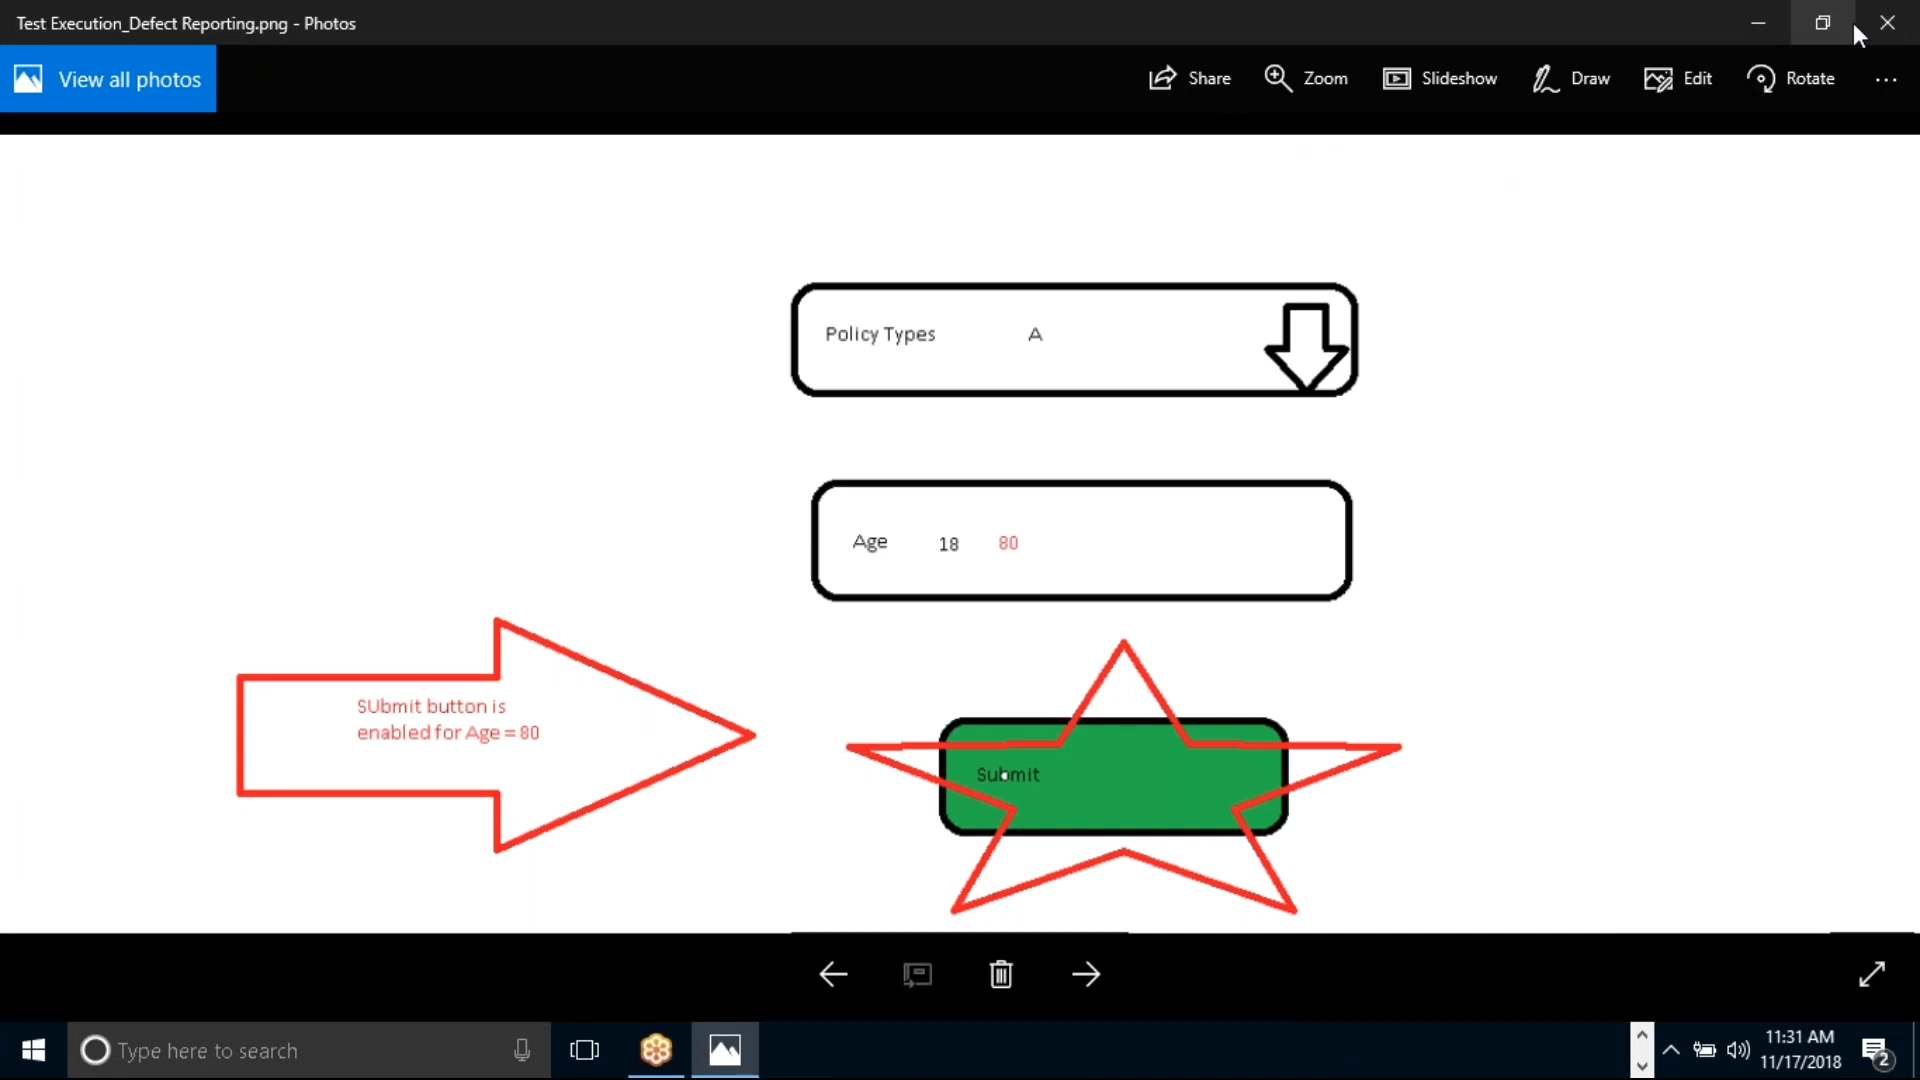 Test Execution_Defect Reporting.png - Photos
View all photos
Share
Zoom
Slideshow
Draw
Edit
Rotate
Policy Types A
Age 18 80
SUbmit button is
enabled for Age = 80
Submit
Type here to search
11:31 AM
11/17/2018
2